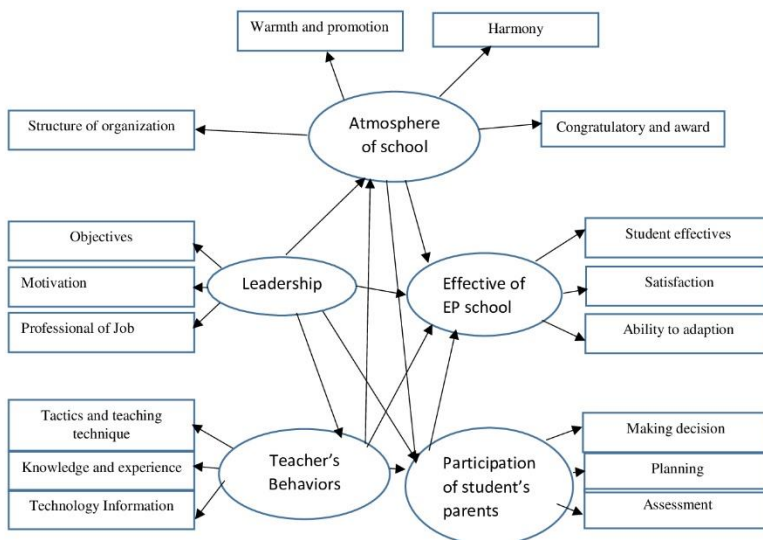 Warmth and promotion
Harmony
Structure of organization
Atmosphere
of school
Congratulatory and award
Objectives
Motivation
Professional of Job
Leadership
Effective of
EP school
Student effectives
Satisfaction
Ability to adaption
Tactics and teaching
technique
Knowledge and experience
Technology Information
Teacher's
Behaviors
Participation
of student's
parents
Making decision
Planning
Assessment